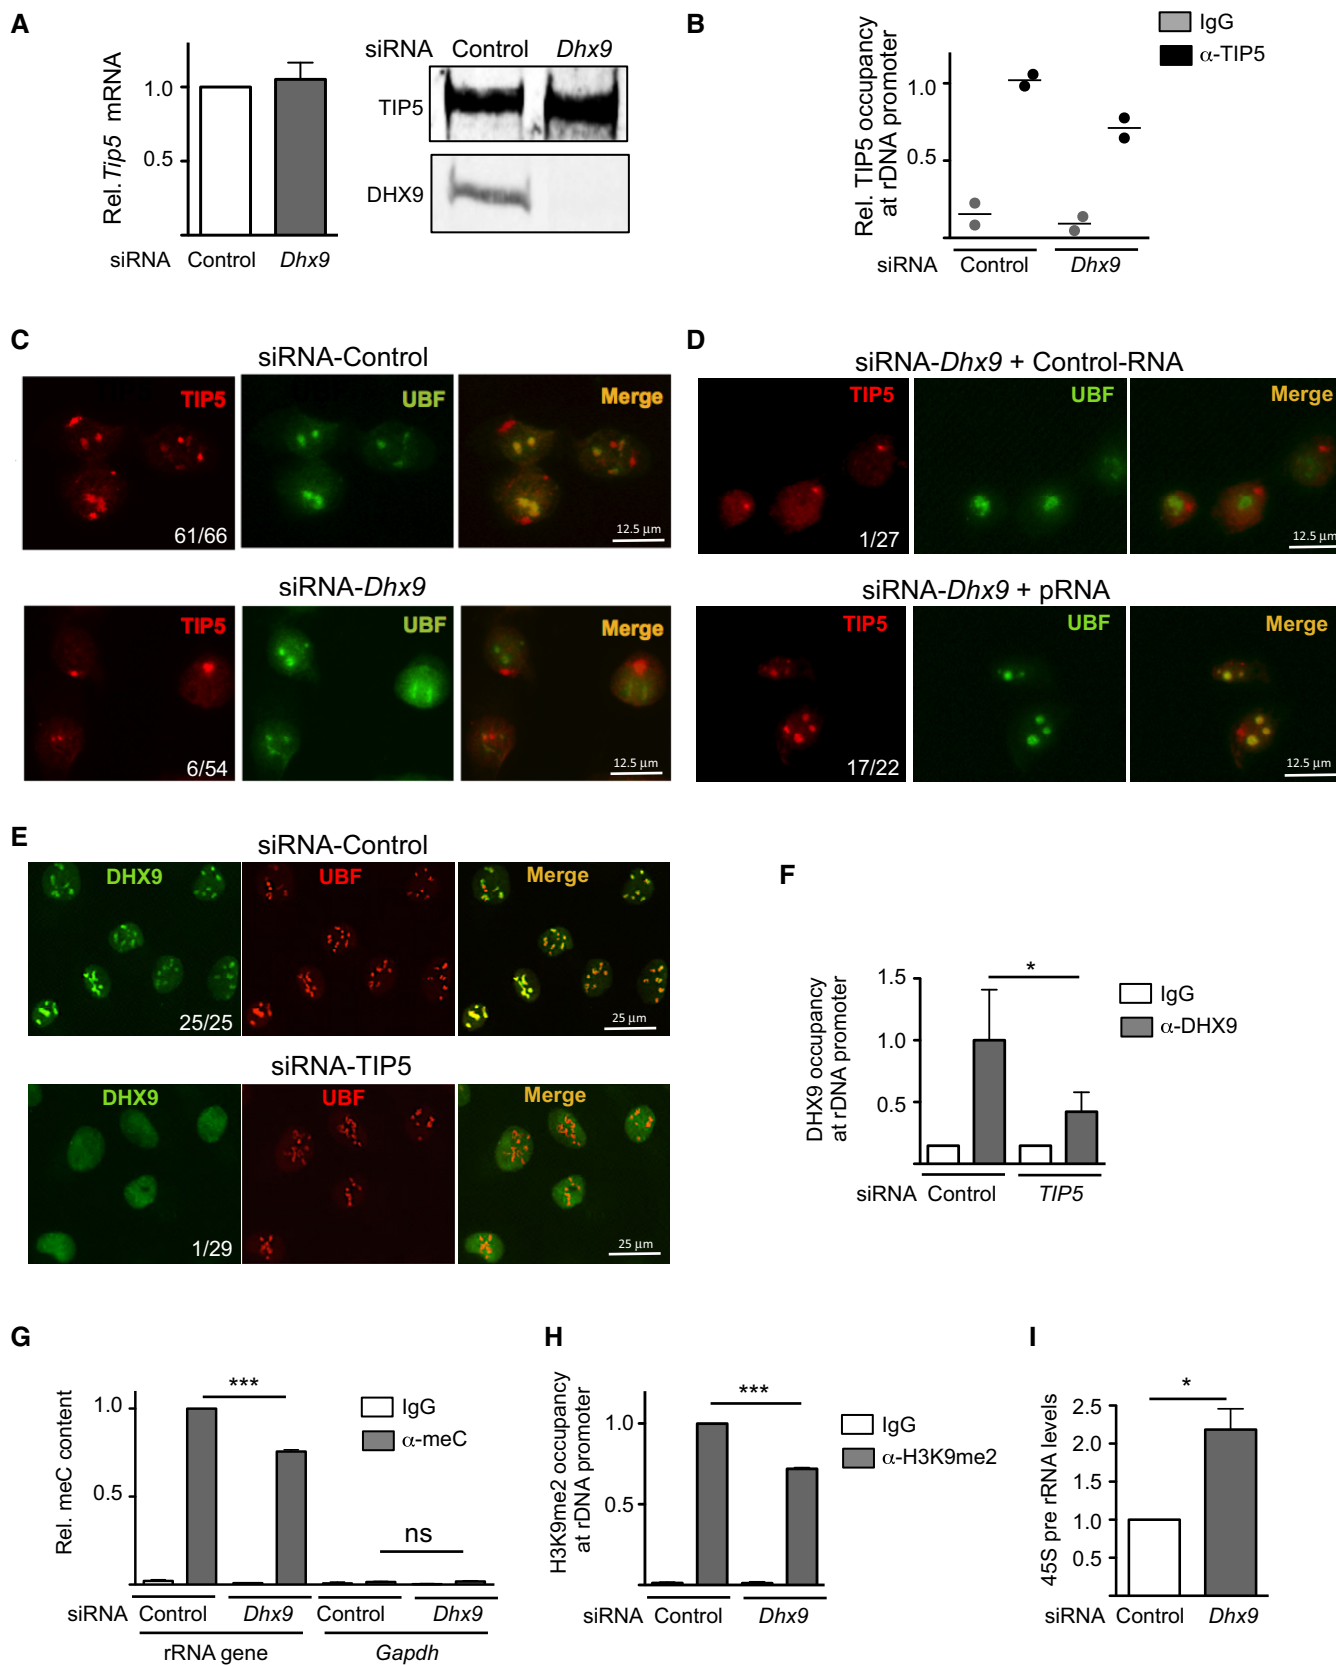 A
Rel. Tip5 mRNA
1.0
0.5
siRNA Control Dhx9
siRNA Control Dhx9
TIP5
DHX9
B
Rel. TIP5 occupancy
at rDNA promoter
1.0
0.5
siRNA Control Dhx9
IgG
α-TIP5
C
siRNA-Control
TIP5 UBF Merge
61/66
12.5 µm
siRNA-Dhx9
TIP5 UBF Merge
6/54
12.5 µm
D
siRNA-Dhx9 + Control-RNA
TIP5 UBF Merge
1/27
12.5 µm
siRNA-Dhx9 + pRNA
TIP5 UBF Merge
17/22
12.5 µm
E
siRNA-Control
DHX9 UBF Merge
25/25
25 µm
siRNA-TIP5
DHX9 UBF Merge
1/29
25 µm
F
DHX9 occupancy
at rDNA promoter
1.5
1.0
0.5
*
siRNA Control TIP5
IgG
α-DHX9
G
Rel. meC content
1.0
0.5
***
ns
IgG
α-meC
siRNA Control Dhx9 Control Dhx9
rRNA gene Gapdh
H
H3K9me2 occupancy
at rDNA promoter
1.0
0.5
***
IgG
α-H3K9me2
siRNA Control Dhx9
I
45S pre rRNA levels
2.5
2.0
1.5
1.0
0.5
*
siRNA Control Dhx9